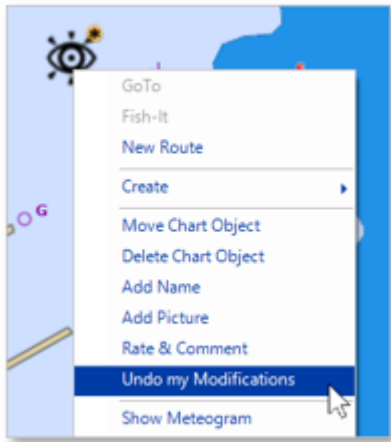 GoTo
Fish-It
New Route
Create
G
Move Chart Object
Delete Chart Object
Add Name
Add Picture
Rate & Comment
Undo my Modifications
Show Meteogram